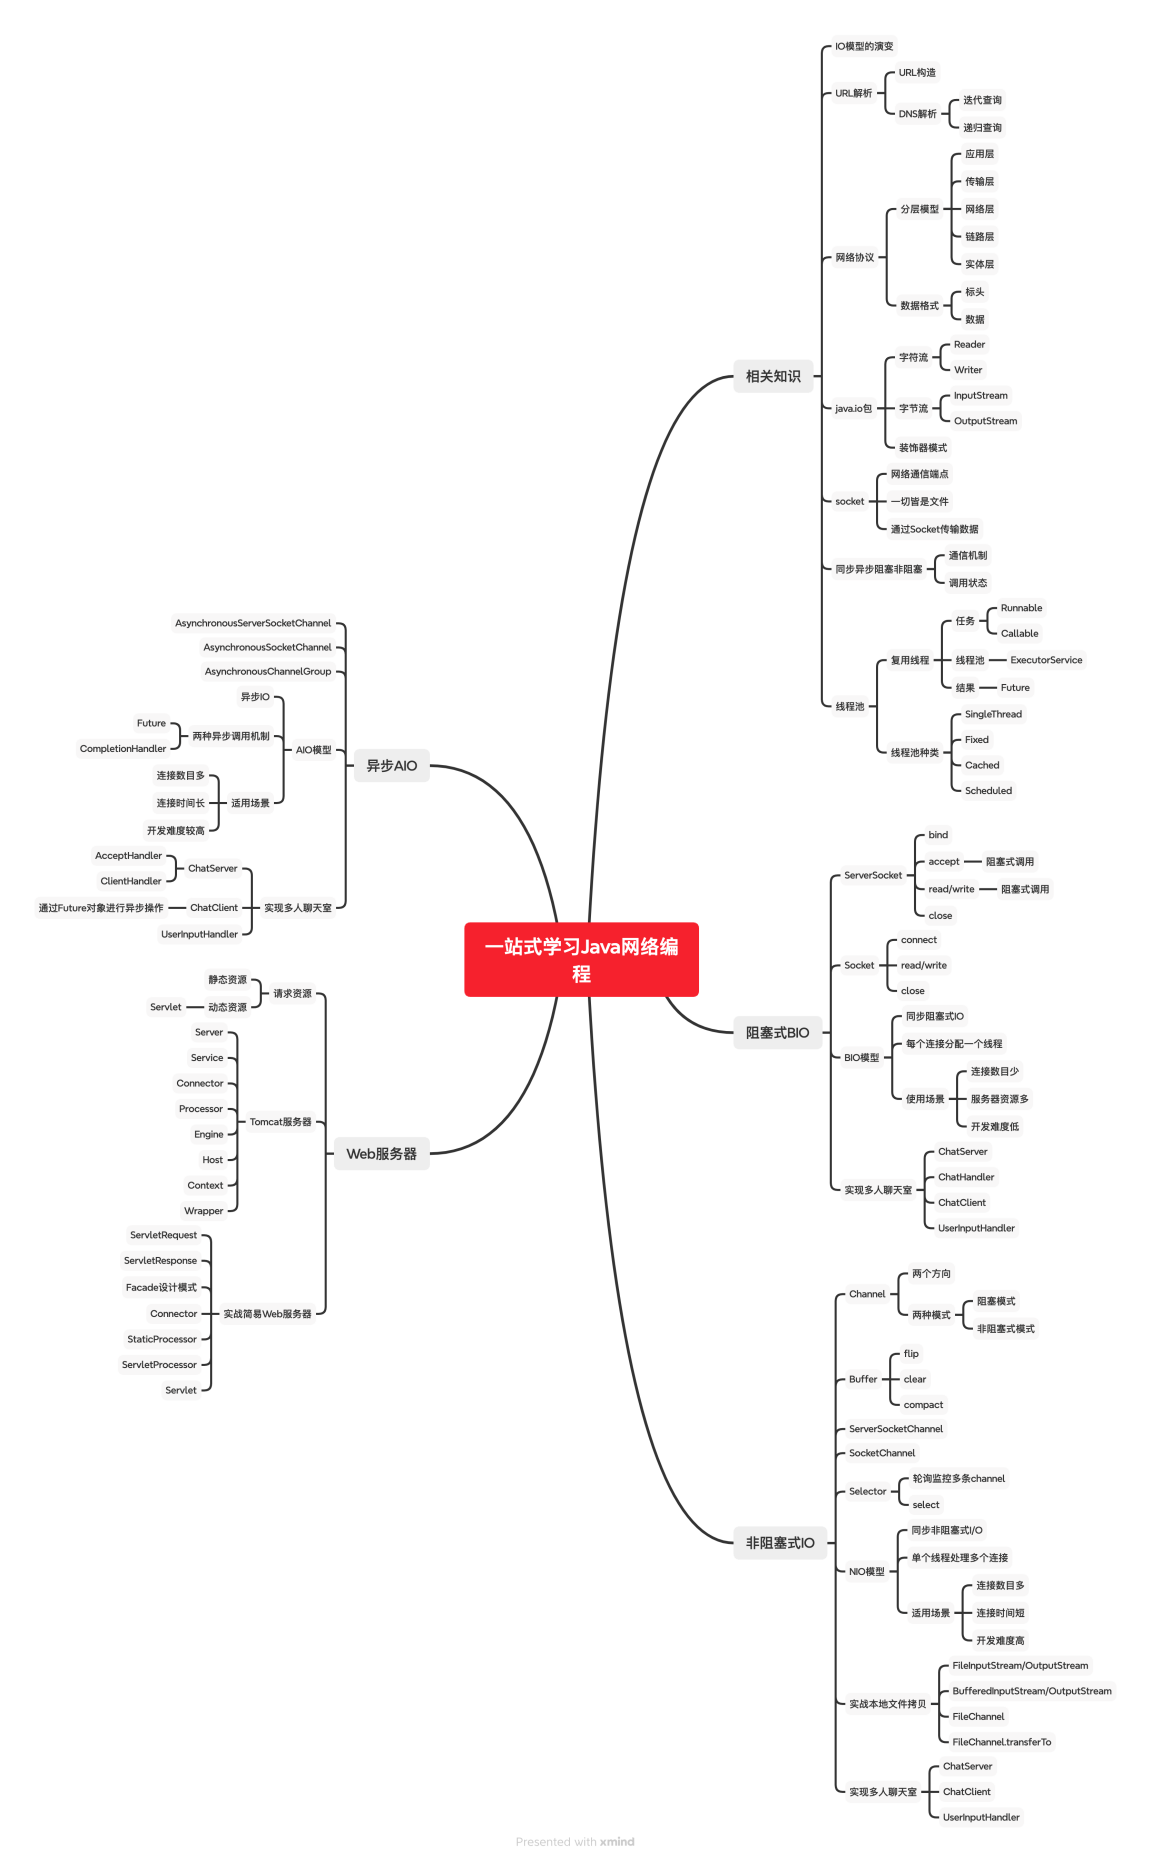 一站式学习Java网络编
程
相关知识
IO模型的演变
URL解析
URL构造
DNS解析
迭代查询
递归查询
网络协议
分层模型
应用层
传输层
网络层
链路层
实体层
数据格式
标头
数据
java.io包
字符流
Reader
Writer
字节流
InputStream
OutputStream
装饰器模式
socket
网络通信端点
一切皆是文件
通过Socket传输数据
同步异步阻塞非阻塞
通信机制
调用状态
线程池
复用线程
任务
Runnable
Callable
线程池
ExecutorService
结果
Future
线程池种类
SingleThread
Fixed
Cached
Scheduled
阻塞式BIO
ServerSocket
bind
accept
阻塞式调用
read/write
阻塞式调用
close
Socket
connect
read/write
close
BIO模型
同步阻塞式IO
每个连接分配一个线程
使用场景
连接数目少
服务器资源多
开发难度低
实现多人聊天室
ChatServer
ChatHandler
ChatClient
UserInputHandler
非阻塞式IO
Channel
两个方向
两种模式
阻塞模式
非阻塞式模式
Buffer
flip
clear
compact
ServerSocketChannel
SocketChannel
Selector
轮询监控多条channel
select
NIO模型
同步非阻塞式I/O
单个线程处理多个连接
适用场景
连接数目多
连接时间短
开发难度高
实战本地文件拷贝
FileInputStream/OutputStream
BufferedInputStream/OutputStream
FileChannel
FileChannel.transferTo
实现多人聊天室
ChatServer
ChatClient
UserInputHandler
异步AIO
AsynchronousServerSocketChannel
AsynchronousSocketChannel
AsynchronousChannelGroup
AIO模型
异步IO
两种异步调用机制
Future
CompletionHandler
适用场景
连接数目多
连接时间长
开发难度较高
实现多人聊天室
ChatServer
AcceptHandler
ClientHandler
ChatClient
通过Future对象进行异步操作
UserInputHandler
Web服务器
请求资源
静态资源
动态资源
Servlet
Tomcat服务器
Server
Service
Connector
Processor
Engine
Host
Context
Wrapper
实战简易Web服务器
ServletRequest
ServletResponse
Facade设计模式
Connector
StaticProcessor
ServletProcessor
Servlet
Presented with xmind